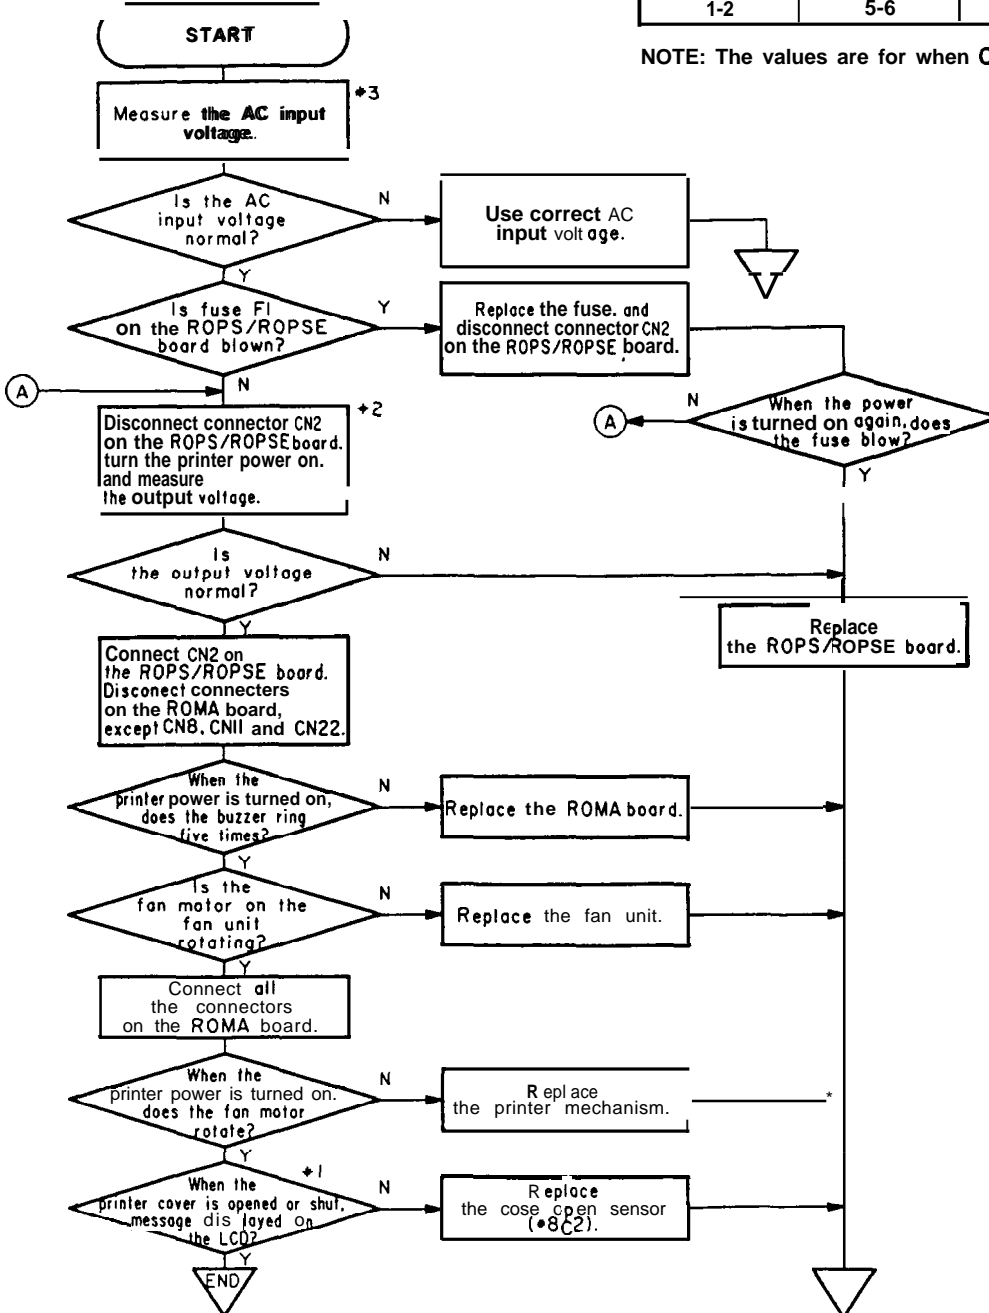 1-2 5-6
NOTE: The values are for when C
START
Measure the AC input
voltage.
*3
Is the AC
input voltage
normal?
N
Y
Use correct AC
input voltage.
Is fuse F1
on the ROPS/ROPSE
board blown?
Y
N
Replace the fuse. and
disconnect connector CN2
on the ROPS/ROPSE board.
A
When the power
is turned on again, does
the fuse blow?
N
A
Y
Disconnect connector CN2
on the ROPS/ROPSE board.
turn the printer power on.
and measure
the output voltage.
*2
Is
the output voltage
normal?
N
Y
Replace
the ROPS/ROPSE board.
Connect CN2 on
the ROPS/ROPSE board.
Disconect connecters
on the ROMA board,
except CN8, CN11 and CN22.
When the
printer power is turned on,
does the buzzer ring
five times?
N
Y
Replace the ROMA board.
Is the
fan motor on the
fan unit
rotating?
N
Y
Replace the fan unit.
Connect all
the connectors
on the ROMA board.
When the
printer power is turned on.
does the fan motor
rotate?
N
Y
Replace
the printer mechanism.
*
*1
When the
printer cover is opened or shut,
message dis layed on
the LCD?
N
Y
Replace
the cose open sensor
(*8C2).
END